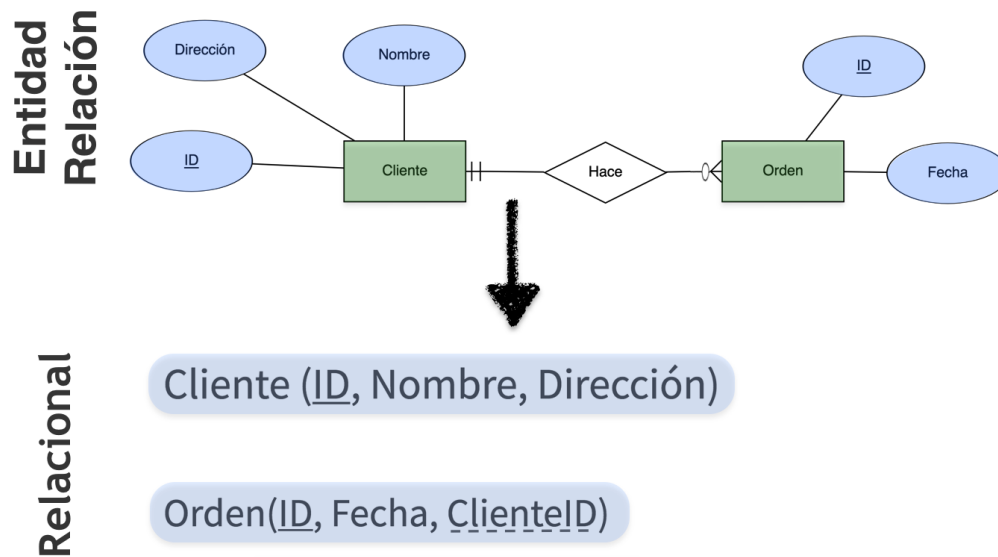 Entidad
Relación
Dirección
Nombre
ID
Cliente
Hace
ID
Orden
Fecha
Relacional
Cliente (ID, Nombre, Dirección)
Orden(ID, Fecha, ClienteID)